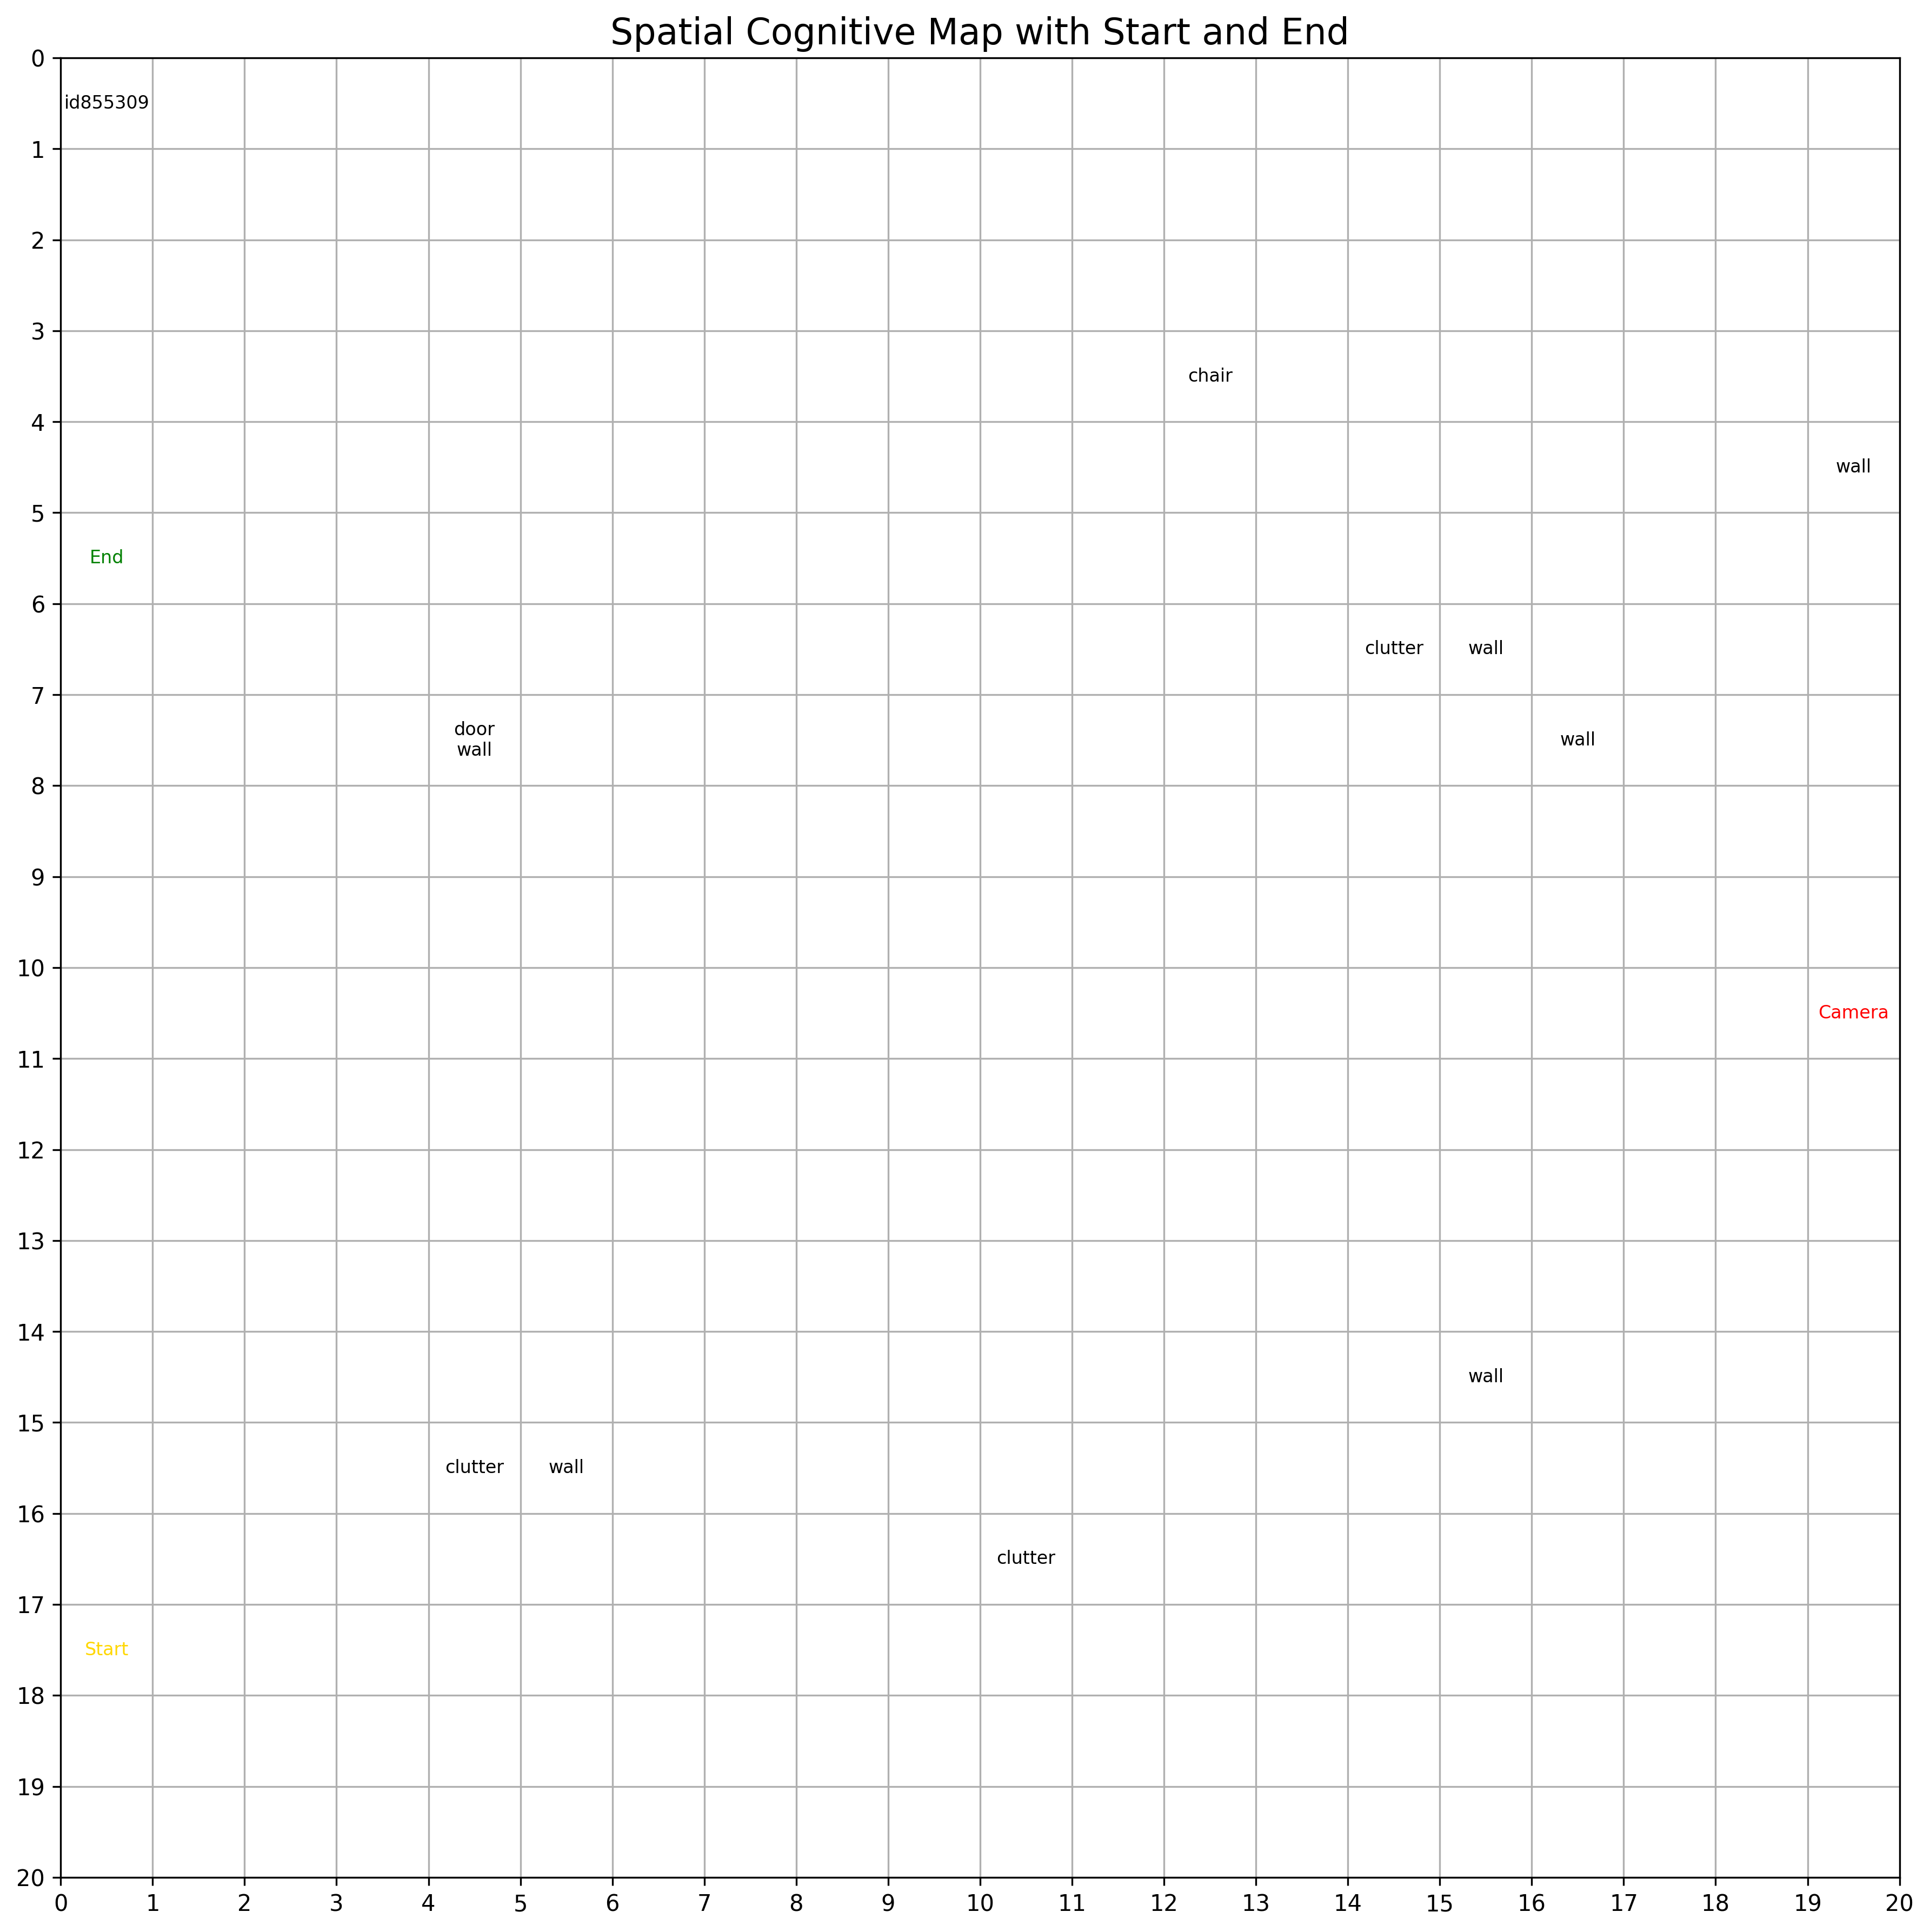 Spatial Cognitive Map with Start and End
0
id855309
1
2
3
chair
4
wall
5
End
6
clutter wall
7
door
wall
wall
8
9
10
Camera
11
12
13
14
wall
15
clutter wall
16
clutter
17
Start
18
19
20
0 1 2 3 4 5 6 7 8 9 10 11 12 13 14 15 16 17 18 19 20